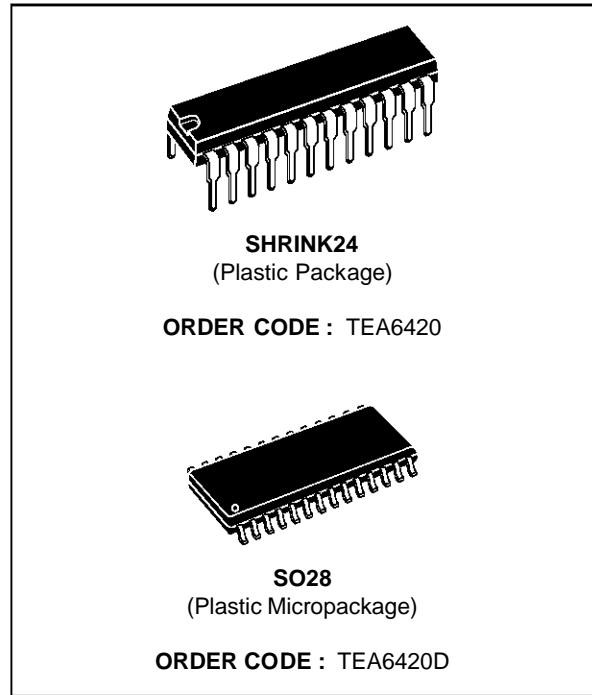 SHRINK24
(Plastic Package)
ORDER CODE : TEA6420
SO28
(Plastic Micropackage)
ORDER CODE : TEA6420D